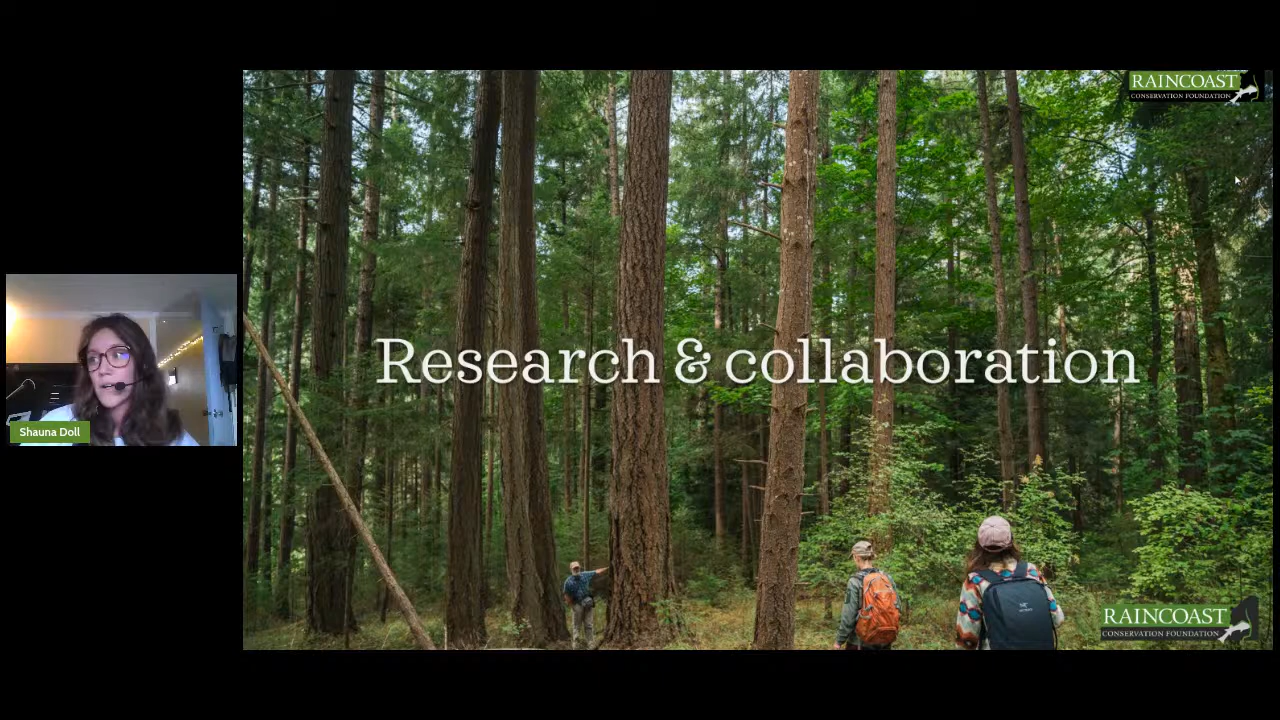 RAINCOAST
CONSERVATION FOUNDATION
Research & collaboration
Shauna Doll
RAINCOAST
CONSERVATION FOUNDATION